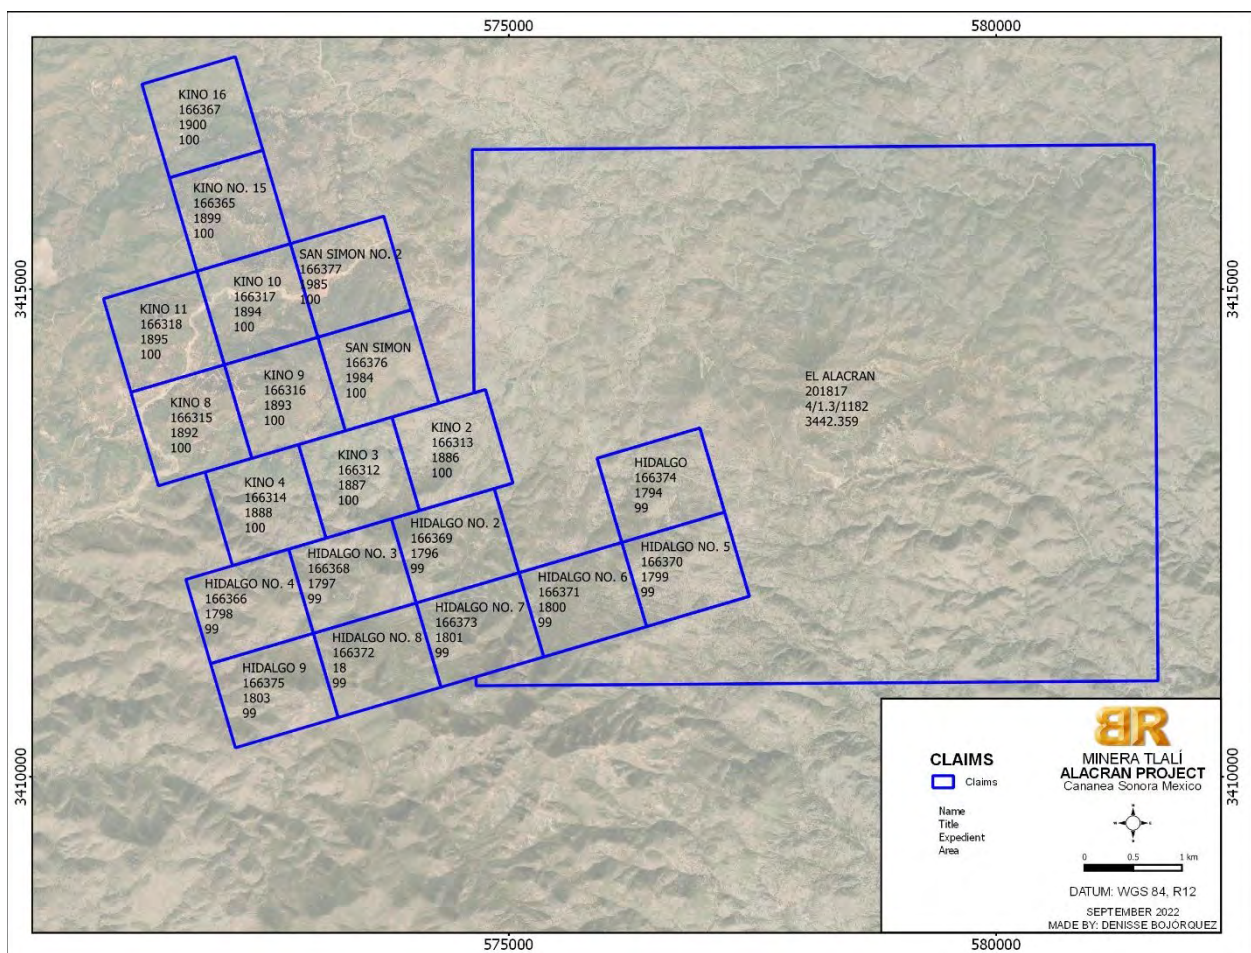 575000
580000
KINO 16
166367
1900
100
KINO NO. 15
166365
1899
100
SAN SIMON NO. 2
166377
1985
100
KINO 10
166317
1894
100
KINO 11
166318
1895
100
3415000
3415000
SAN SIMON
166376
1984
100
KINO 9
166316
1893
100
KINO 8
166315
1892
100
EL ALACRAN
201817
4/1.3/1182
3442.359
KINO 2
166313
1886
100
KINO 3
166312
1887
100
KINO 4
166314
1888
100
HIDALGO
166374
1794
99
HIDALGO NO. 2
166369
1796
99
HIDALGO NO. 3
166368
1797
99
HIDALGO NO. 4
166366
1798
99
HIDALGO NO. 5
166370
1799
99
HIDALGO NO. 6
166371
1800
99
HIDALGO NO. 7
166373
1801
99
HIDALGO NO. 8
166372
18
99
HIDALGO 9
166375
1803
99
3410000
3410000
CLAIMS
Claims
Name
Title
Expedient
Area
BR
MINERA TLALÍ
ALACRAN PROJECT
Cananea Sonora Mexico
0 0.5 1 km
DATUM: WGS 84, R12
SEPTEMBER 2022
MADE BY: DENISSE BOJÓRQUEZ
575000
580000